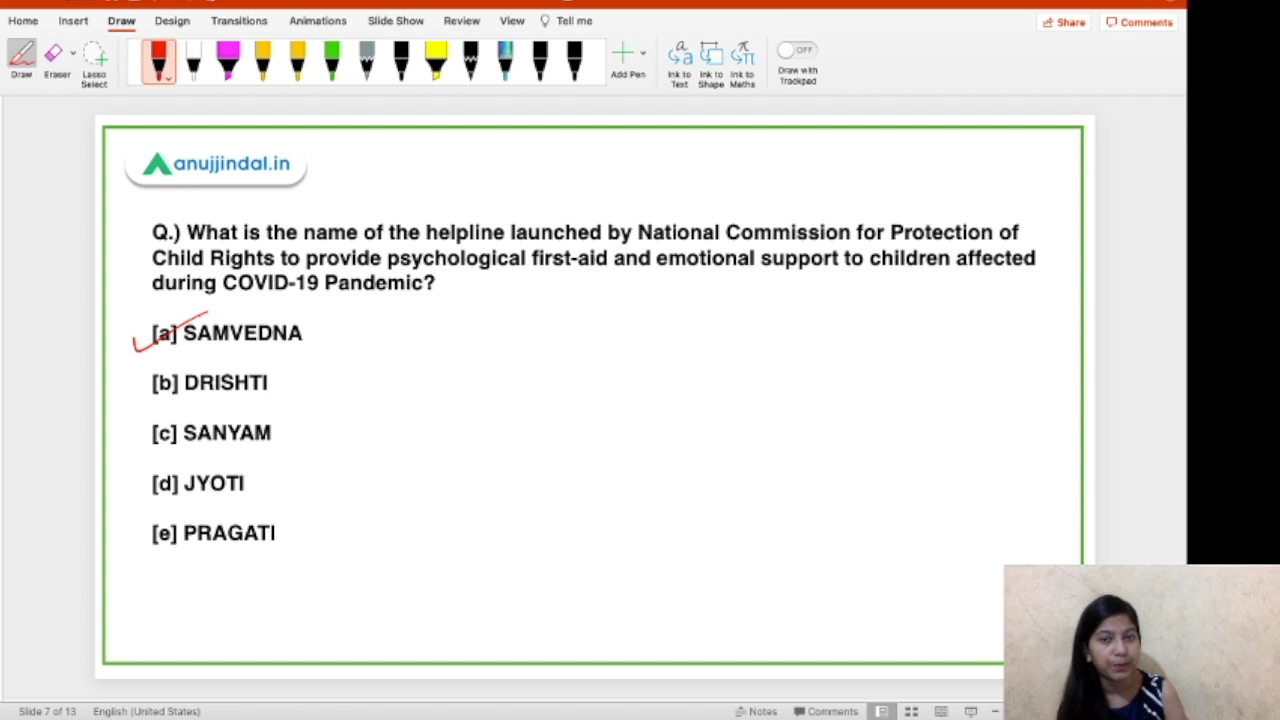 Home Insert Draw Design Transitions Animations Slide Show Review View Tell me
Share Comments
Draw Eraser Lasso Select Add Pen Ink to Text Ink to Shape Ink to Maths OFF Draw with Trackpad
anujjindal.in
Q.) What is the name of the helpline launched by National Commission for Protection of
Child Rights to provide psychological first-aid and emotional support to children affected
during COVID-19 Pandemic?
[a] SAMVEDNA
[b] DRISHTI
[c] SANYAM
[d] JYOTI
[e] PRAGATI
Slide 7 of 13 English (United States) Notes Comments